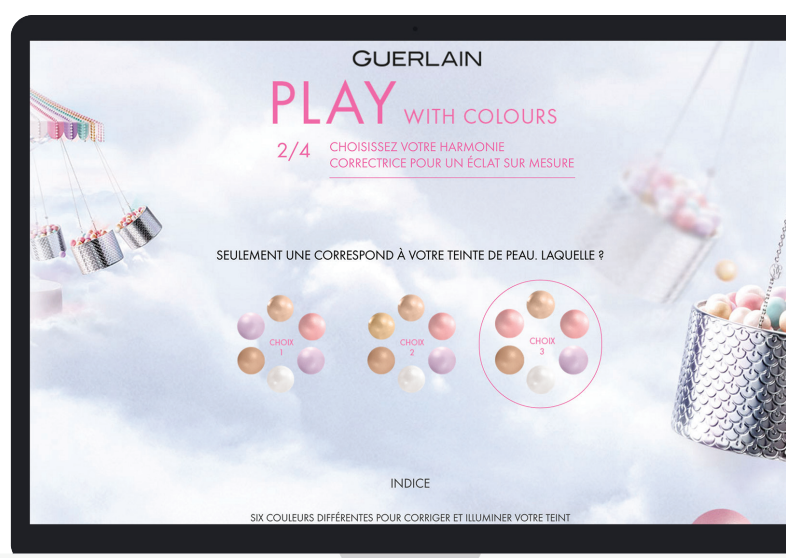 GUERLAIN
PLAY WITH COLOURS
2/4 CHOISISSEZ VOTRE HARMONIE
CORRECTRICE POUR UN ÉCLAT SUR MESURE
SEULEMENT UNE CORRESPOND À VOTRE TEINTE DE PEAU. LAQUELLE ?
CHOIX
1
CHOIX
2
CHOIX
3
INDICE
SIX COULEURS DIFFÉRENTES POUR CORRIGER ET ILLUMINER VOTRE TEINT